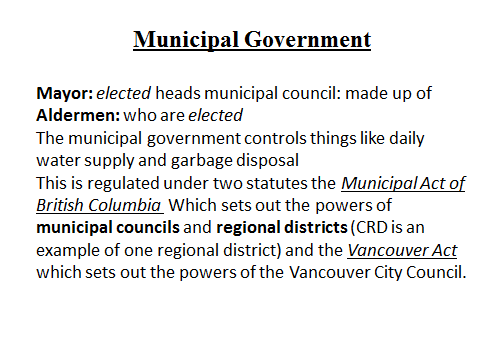 Municipal Government
Mayor: elected heads municipal council: made up of
Aldermen: who are elected
The municipal government controls things like daily
water supply and garbage disposal
This is regulated under two statutes the Municipal Act of
British Columbia Which sets out the powers of
municipal councils and regional districts (CRD is an
example of one regional district) and the Vancouver Act
which sets out the powers of the Vancouver City Council.